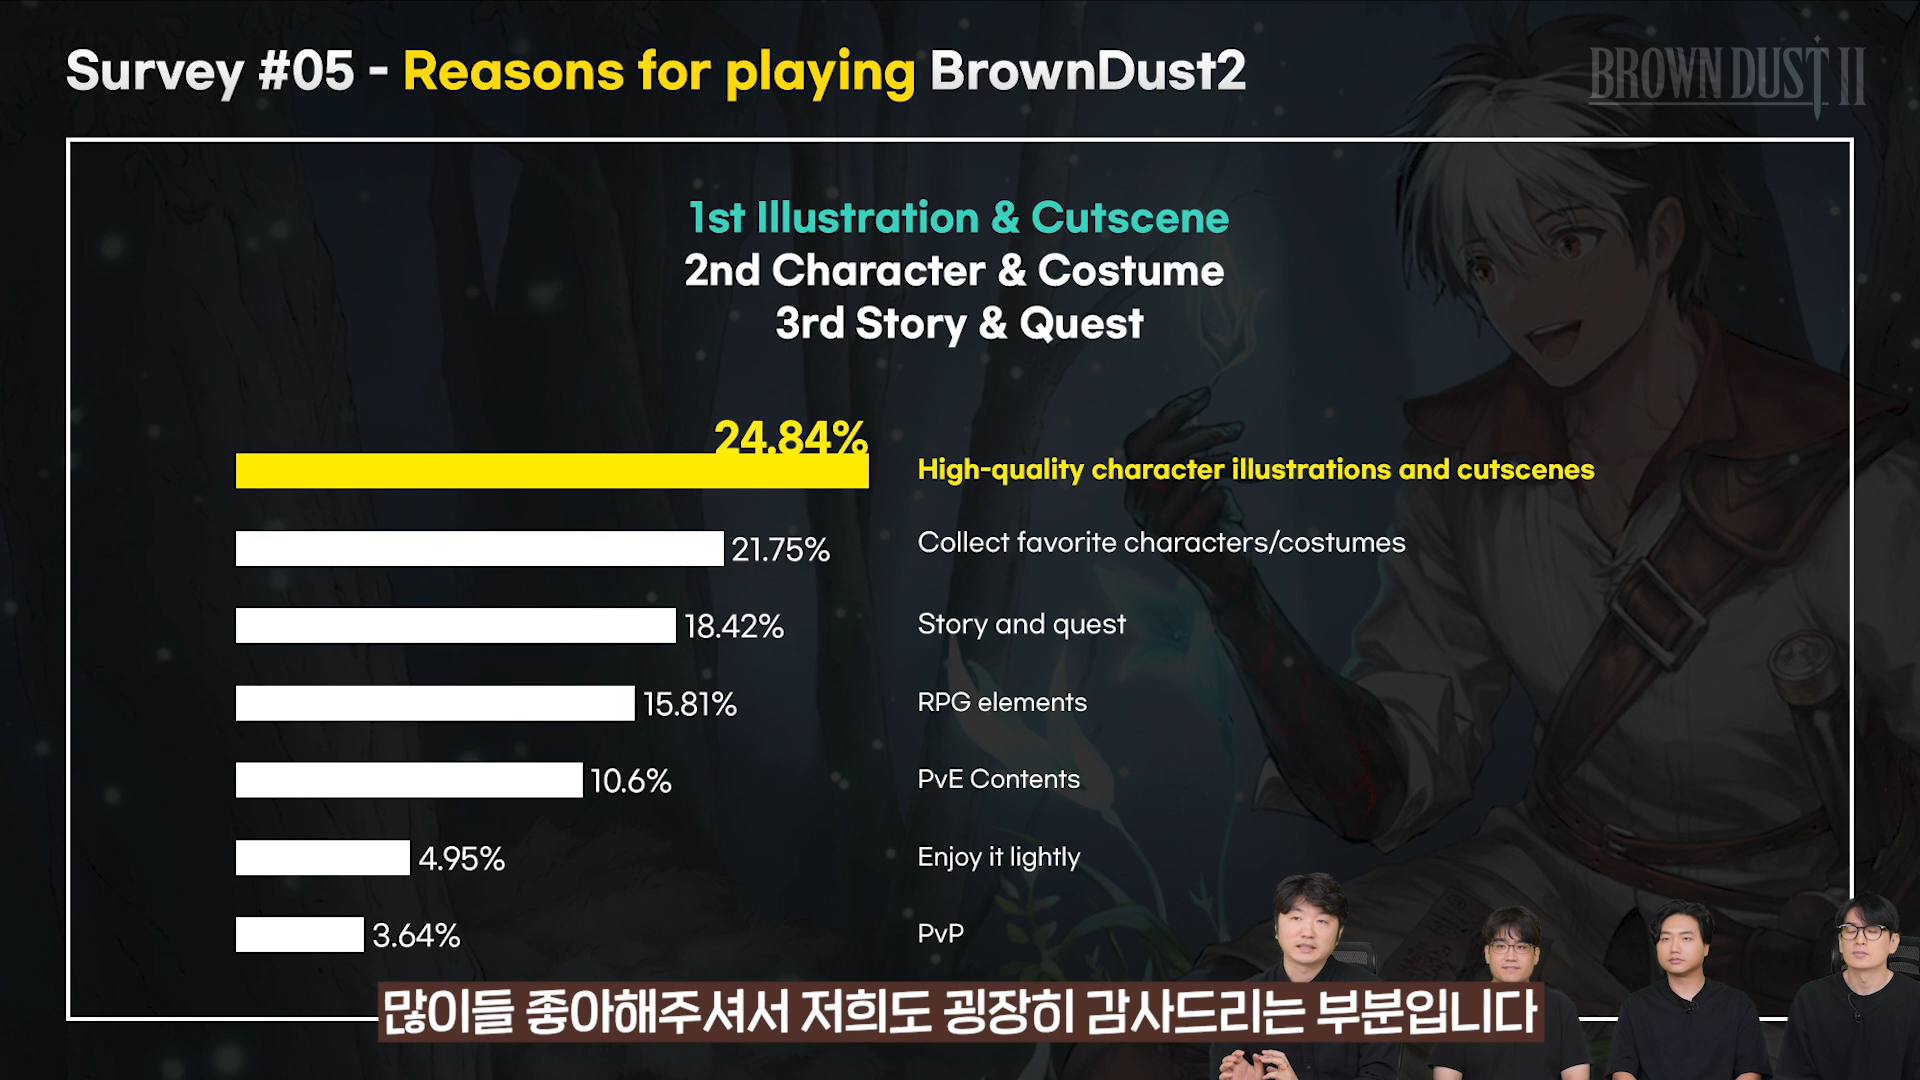 Survey #05 - Reasons for playing BrownDust2
BROWN DUST II
1st Illustration & Cutscene
2nd Character & Costume
3rd Story & Quest
24.84% High-quality character illustrations and cutscenes
21.75% Collect favorite characters/costumes
18.42% Story and quest
15.81% RPG elements
10.6% PvE Contents
4.95% Enjoy it lightly
3.64% PvP
많이들 좋아해주셔서 저희도 굉장히 감사드리는 부분입니다